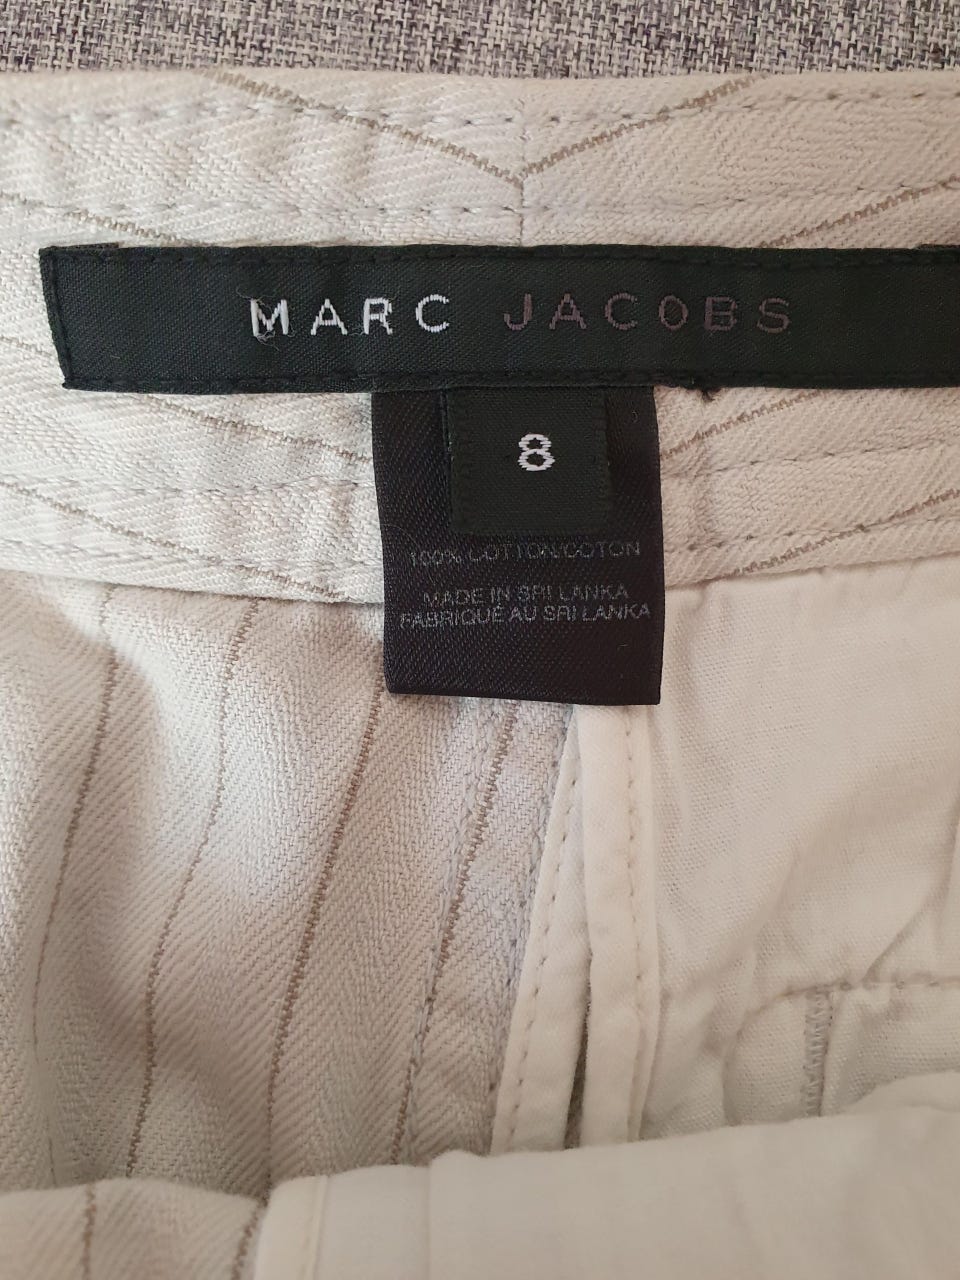 MARC JACOBS
8
100% COTTON/COTON
MADE IN SRI LANKA
FABRIQUÉ AU SRI LANKA